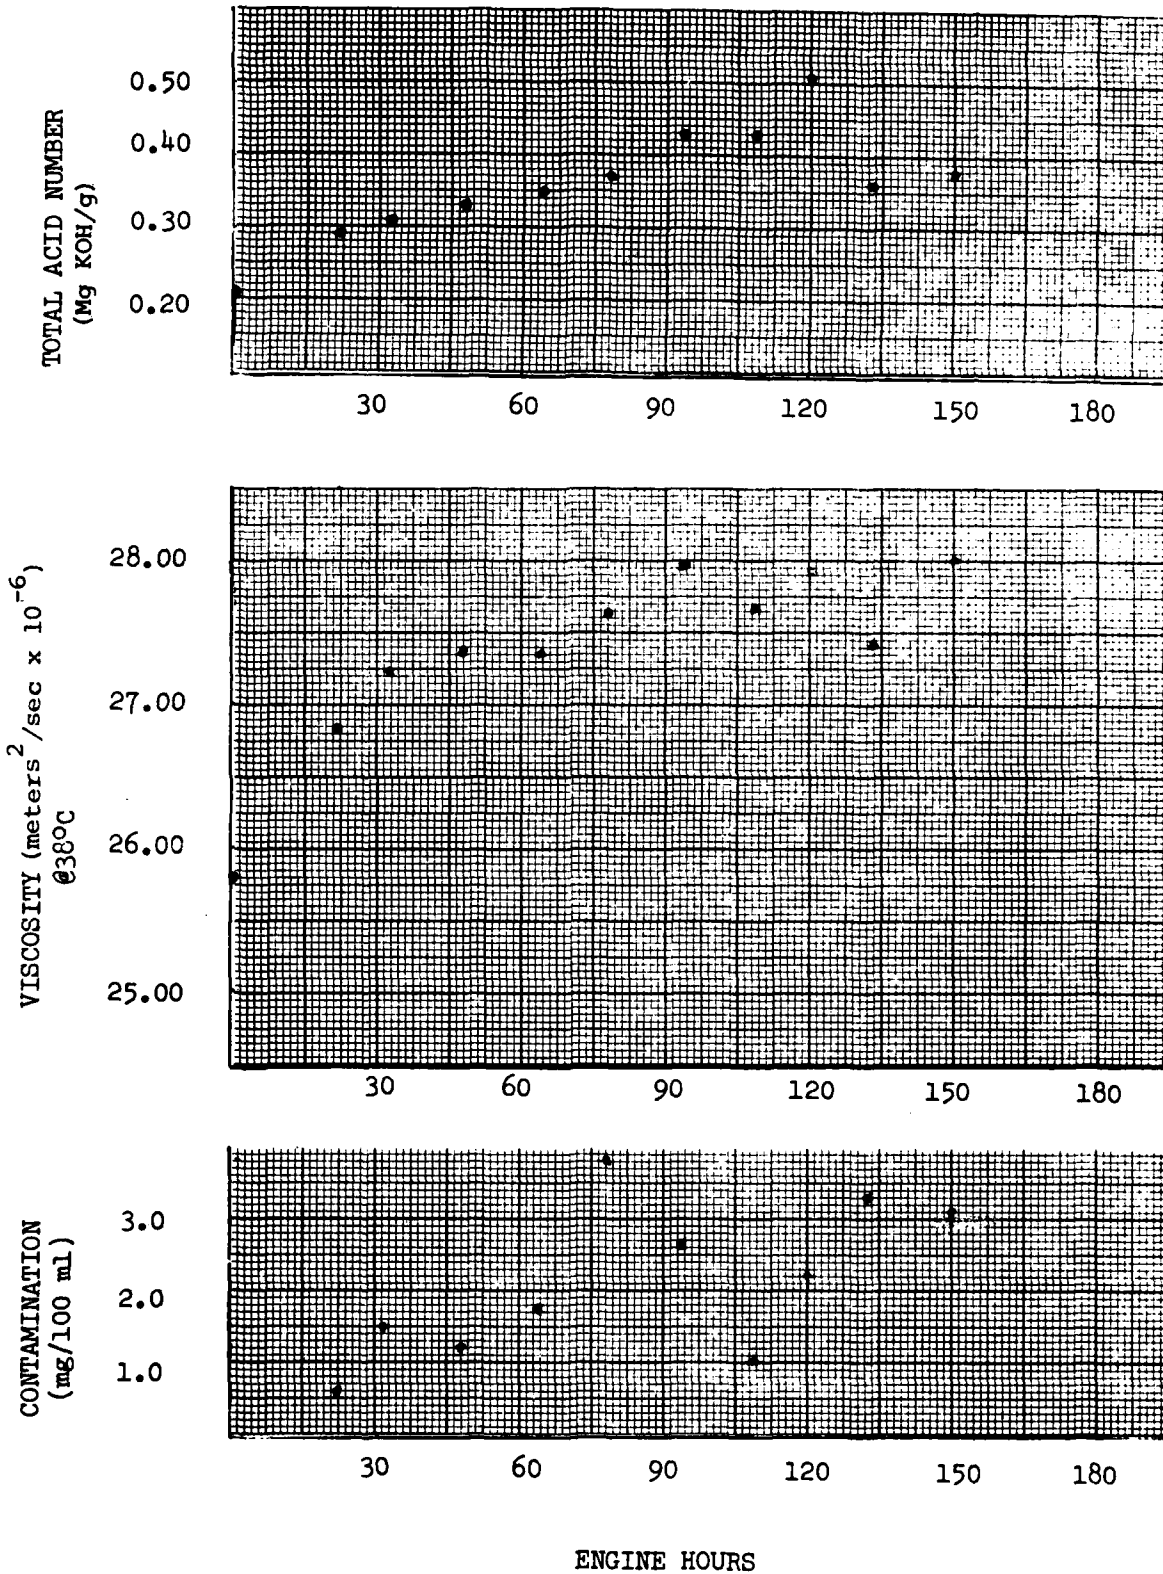 TOTAL ACID NUMBER
(Mg KOH/g)
0.50
0.40
0.30
0.20
30 60 90 120 150 180
VISCOSITY (meters²/sec x 10⁻⁶)
@38°C
28.00
27.00
26.00
25.00
30 60 90 120 150 180
CONTAMINATION
(mg/100 ml)
3.0
2.0
1.0
30 60 90 120 150 180
ENGINE HOURS